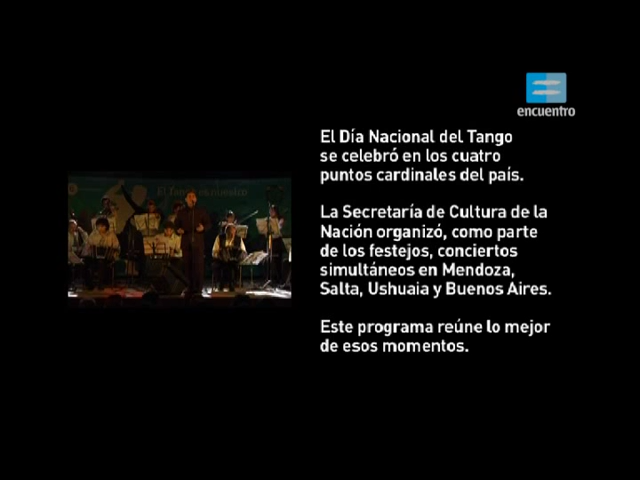 encuentro
El Día Nacional del Tango
se celebró en los cuatro
puntos cardinales del país.
La Secretaría de Cultura de la
Nación organizó, como parte
de los festejos, conciertos
simultáneos en Mendoza,
Salta, Ushuaia y Buenos Aires.
Este programa reúne lo mejor
de esos momentos.